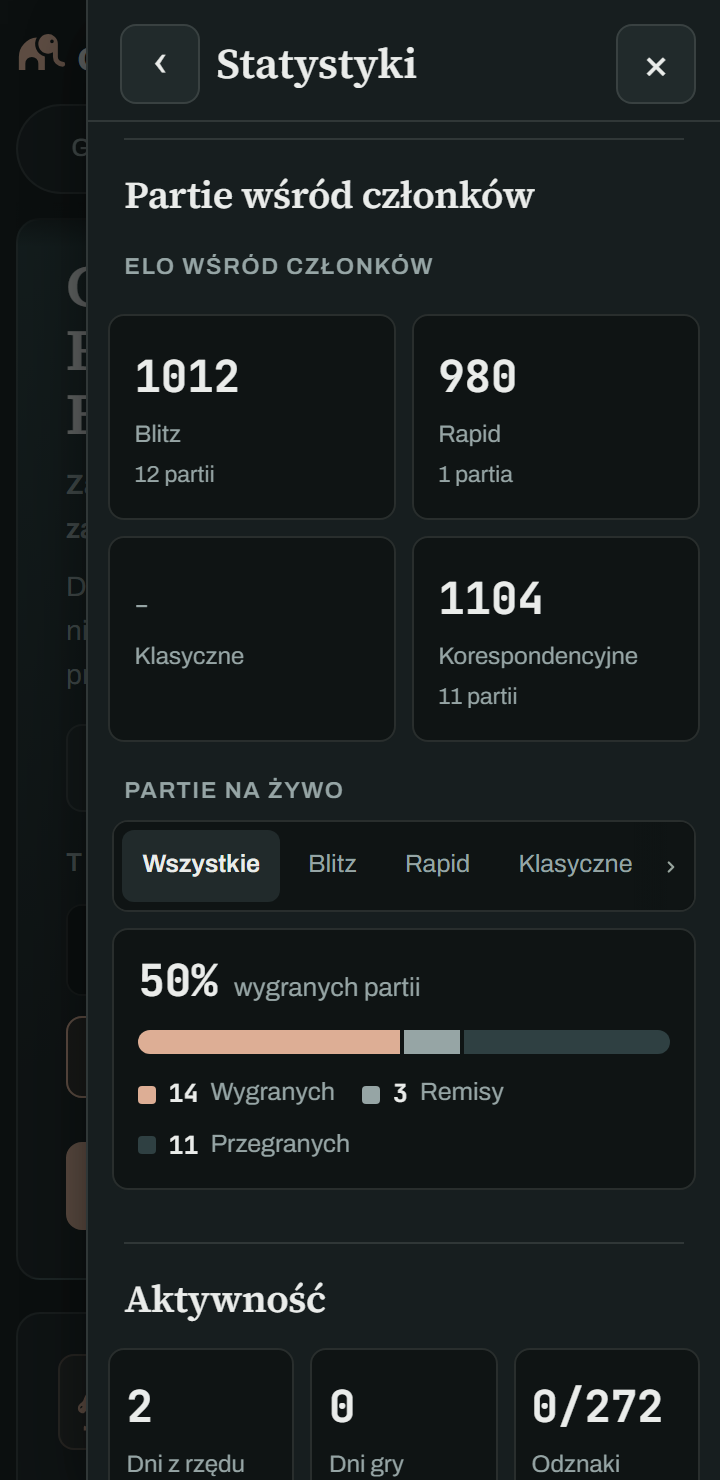 Statystyki
Partie wśród członków
ELO WŚRÓD CZŁONKÓW
1012
Blitz
12 partii
980
Rapid
1 partia
-
Klasyczne
1104
Korespondencyjne
11 partii
PARTIE NA ŻYWO
Wszystkie Blitz Rapid Klasyczne
50% wygranych partii
14 Wygranych 3 Remisy
11 Przegranych
Aktywność
2
Dni z rzędu
0
Dni gry
0/272
Odznaki